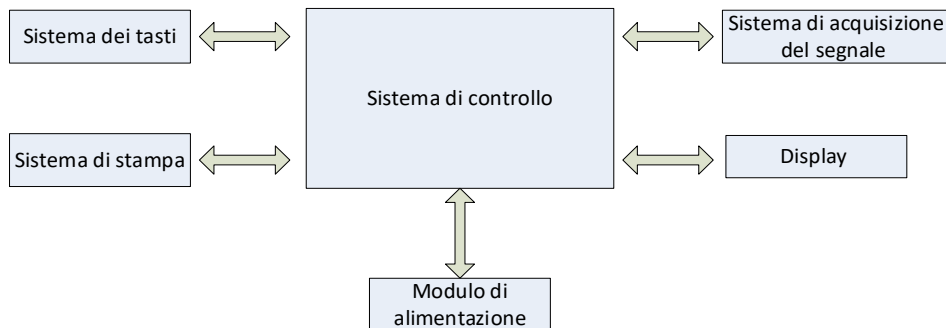 Sistema dei tasti
Sistema di controllo
Sistema di acquisizione
del segnale
Sistema di stampa
Display
Modulo di
alimentazione